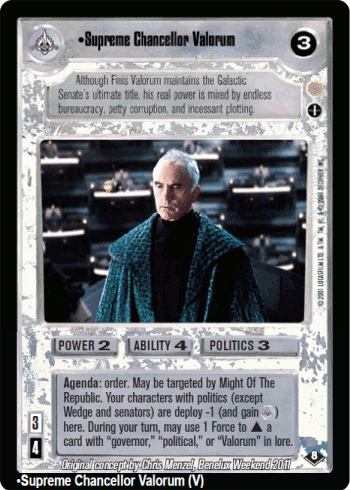 •Supreme Chancellor Valorum
3
Although Finis Valorum maintains the Galactic
Senate's ultimate title, his real power is mired by endless
bureaucracy, petty corruption, and incessant plotting.
POWER 2
ABILITY 4
POLITICS 3
3
4
Agenda: order. May be targeted by Might Of The
Republic. Your characters with politics (except
Wedge and senators) are deploy -1 (and gain
here. During your turn, may use 1 Force to ▲ a
card with "governor," "political," or "Valorum" in lore.
8
Original concept by Chris Menzel, Benelux Weekend 2011
•Supreme Chancellor Valorum (V)